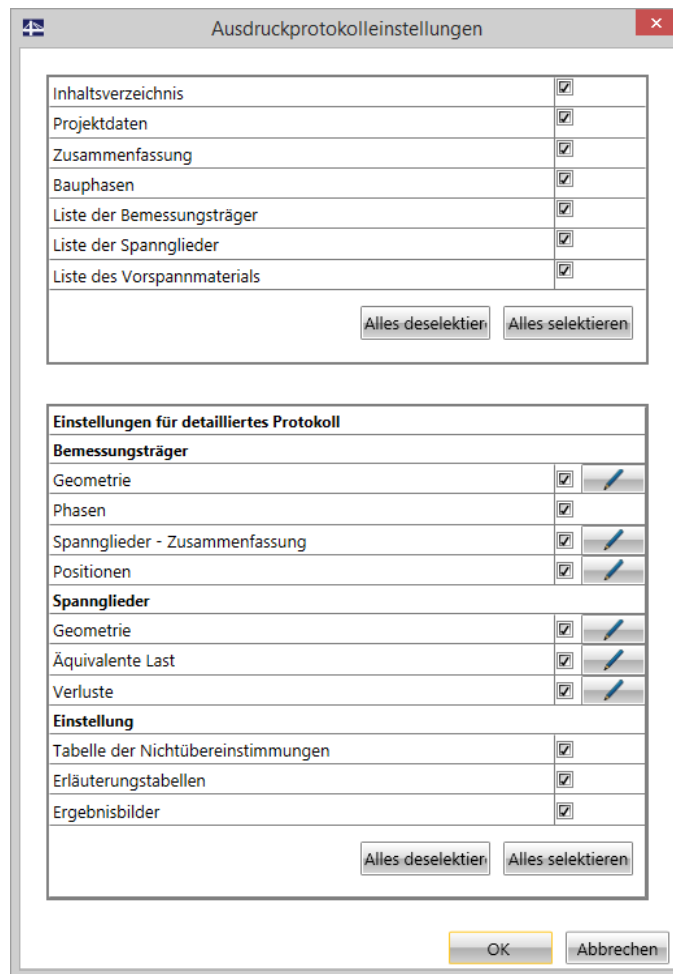 Ausdruckprotokolleinstellungen
Inhaltsverzeichnis
Projektdaten
Zusammenfassung
Bauphasen
Liste der Bemessungsträger
Liste der Spannglieder
Liste des Vorspannmaterials
Alles deselektier Alles selektieren
Einstellungen für detailliertes Protokoll
Bemessungsträger
Geometrie
Phasen
Spannglieder - Zusammenfassung
Positionen
Spannglieder
Geometrie
Äquivalente Last
Verluste
Einstellung
Tabelle der Nichtübereinstimmungen
Erläuterungstabellen
Ergebnisbilder
Alles deselektier Alles selektieren
OK Abbrechen